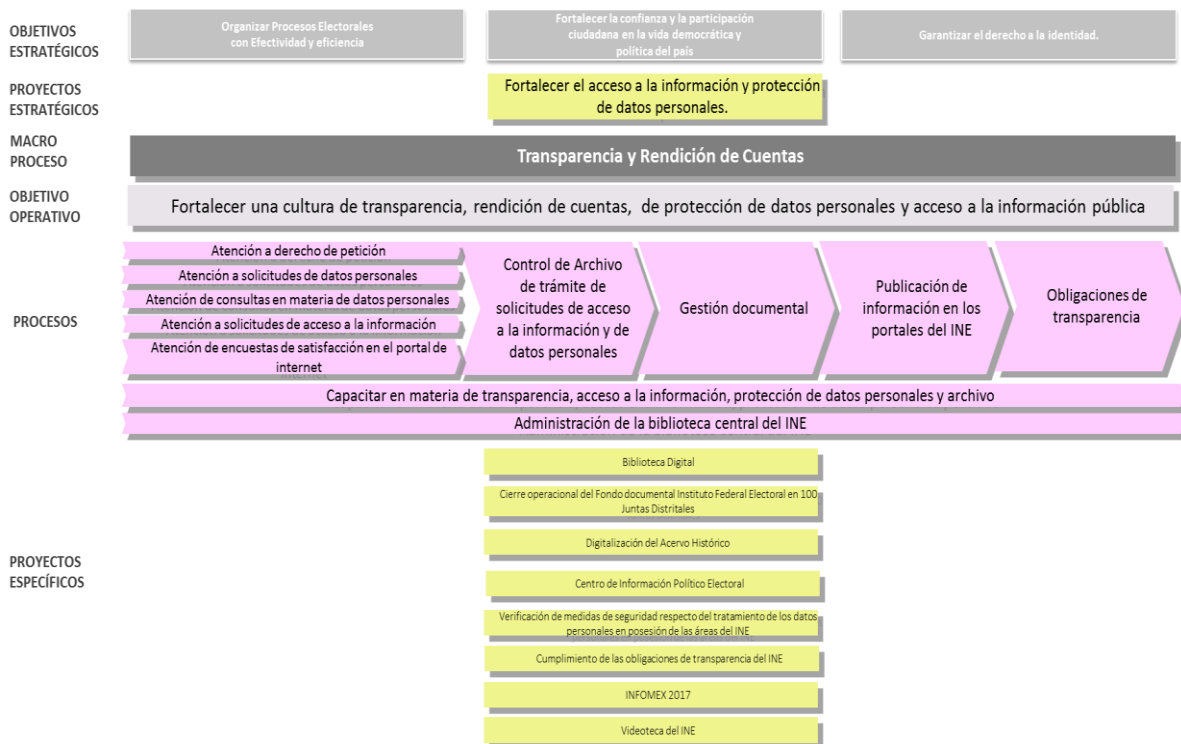 OBJETIVOS
ESTRATÉGICOS
Organizar Procesos Electorales
con Efectividad y eficiencia
Fortalecer la confianza y la participación
ciudadana en la vida democrática y
política del país
Garantizar el derecho a la identidad.
PROYECTOS
ESTRATÉGICOS
Fortalecer el acceso a la información y protección
de datos personales.
MACRO
PROCESO
Transparencia y Rendición de Cuentas
OBJETIVO
OPERATIVO
Fortalecer una cultura de transparencia, rendición de cuentas, de protección de datos personales y acceso a la información pública
PROCESOS
Atención a derecho de petición
Atención a solicitudes de datos personales
Atención de consultas en materia de datos personales
Atención a solicitudes de acceso a la información
Atención de encuestas de satisfacción en el portal de
internet
Control de Archivo
de trámite de
solicitudes de acceso
a la información y de
datos personales
Gestión documental
Publicación de
información en los
portales del INE
Obligaciones de
transparencia
Capacitar en materia de transparencia, acceso a la información, protección de datos personales y archivo
Administración de la biblioteca central del INE
PROYECTOS
ESPECÍFICOS
Biblioteca Digital
Cierre operacional del Fondo documental Instituto Federal Electoral en 100
Juntas Distritales
Digitalización del Acervo Histórico
Centro de Información Político Electoral
Verificación de medidas de seguridad respecto del tratamiento de los datos
personales en posesión de las áreas del INE
Cumplimiento de las obligaciones de transparencia del INE
INFOMEX 2017
Videoteca del INE